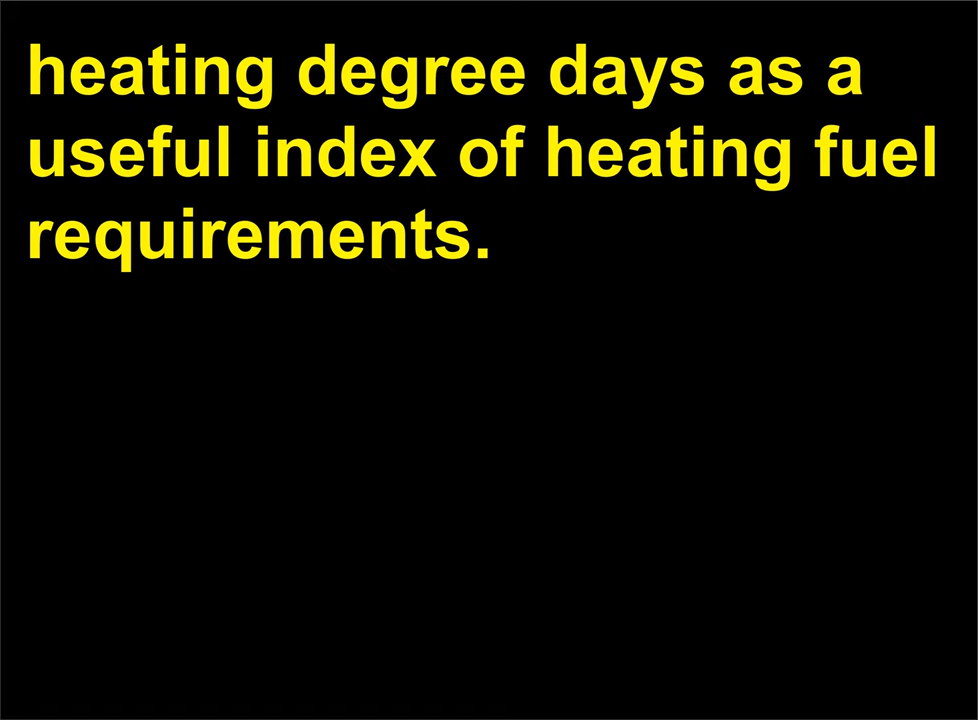 heating degree days as a
useful index of heating fuel
requirements.